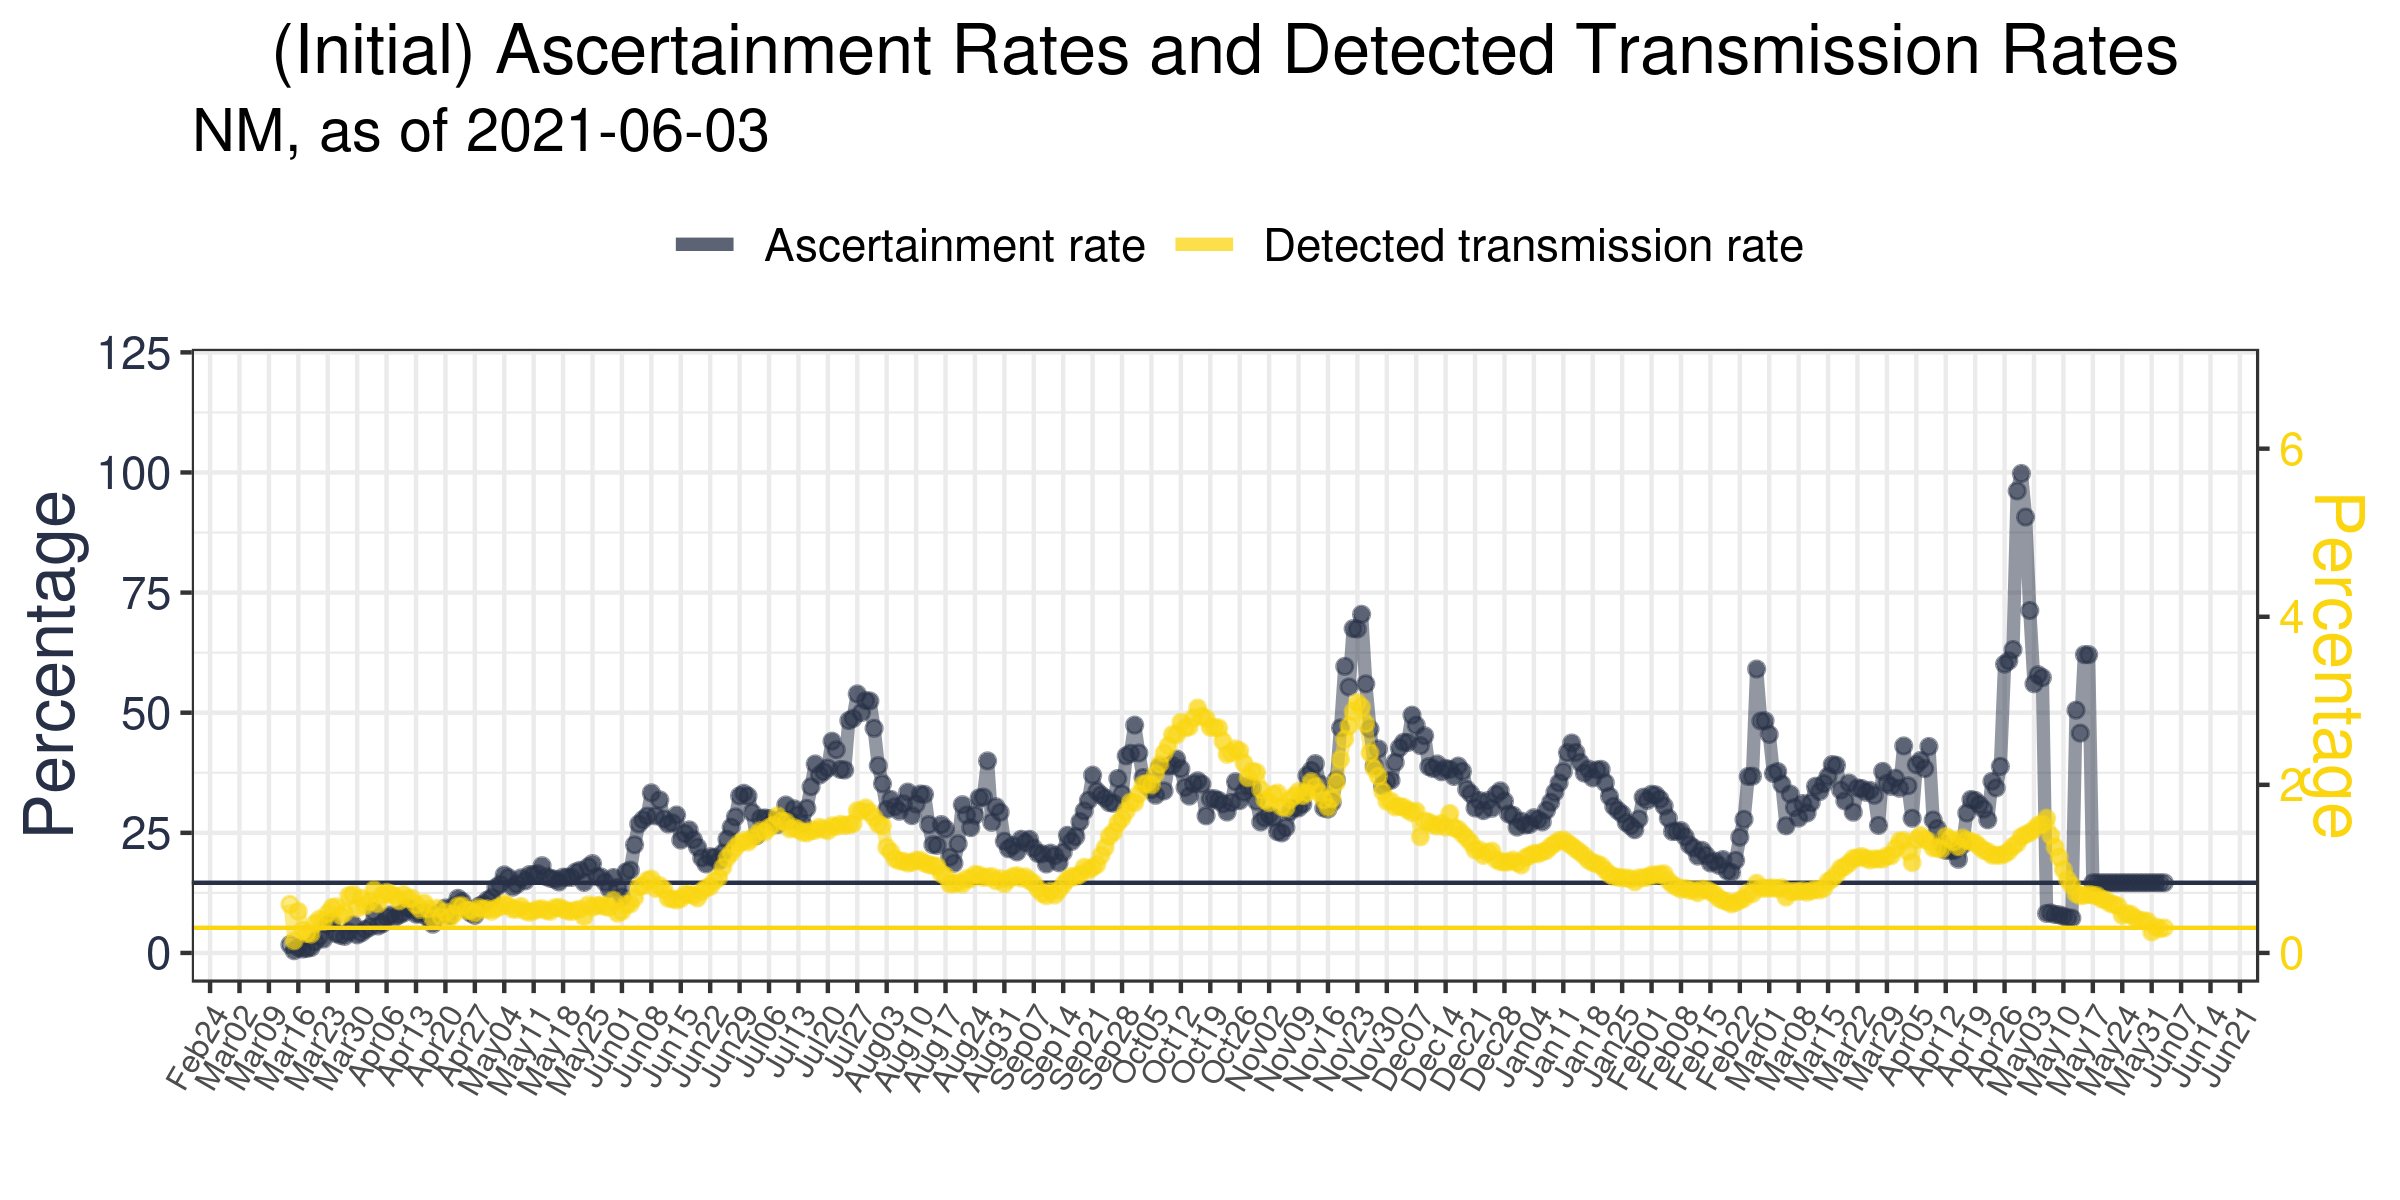 (Initial) Ascertainment Rates and Detected Transmission Rates
NM, as of 2021-06-03
Ascertainment rate
Detected transmission rate
Percentage
125
100
75
50
25
0
6
4
2
0
Percentage
Feb24
Mar02
Mar09
Mar16
Mar23
Mar30
Apr06
Apr13
Apr20
Apr27
May04
May11
May18
May25
Jun01
Jun08
Jun15
Jun22
Jun29
Jul06
Jul13
Jul20
Jul27
Aug03
Aug10
Aug17
Aug24
Aug31
Sep07
Sep14
Sep21
Sep28
Oct05
Oct12
Oct19
Oct26
Nov02
Nov09
Nov16
Nov23
Nov30
Dec07
Dec14
Dec21
Dec28
Jan04
Jan11
Jan18
Jan25
Feb01
Feb08
Feb15
Feb22
Mar01
Mar08
Mar15
Mar22
Mar29
Apr05
Apr12
Apr19
Apr26
May03
May10
May17
May24
May31
Jun07
Jun14
Jun21